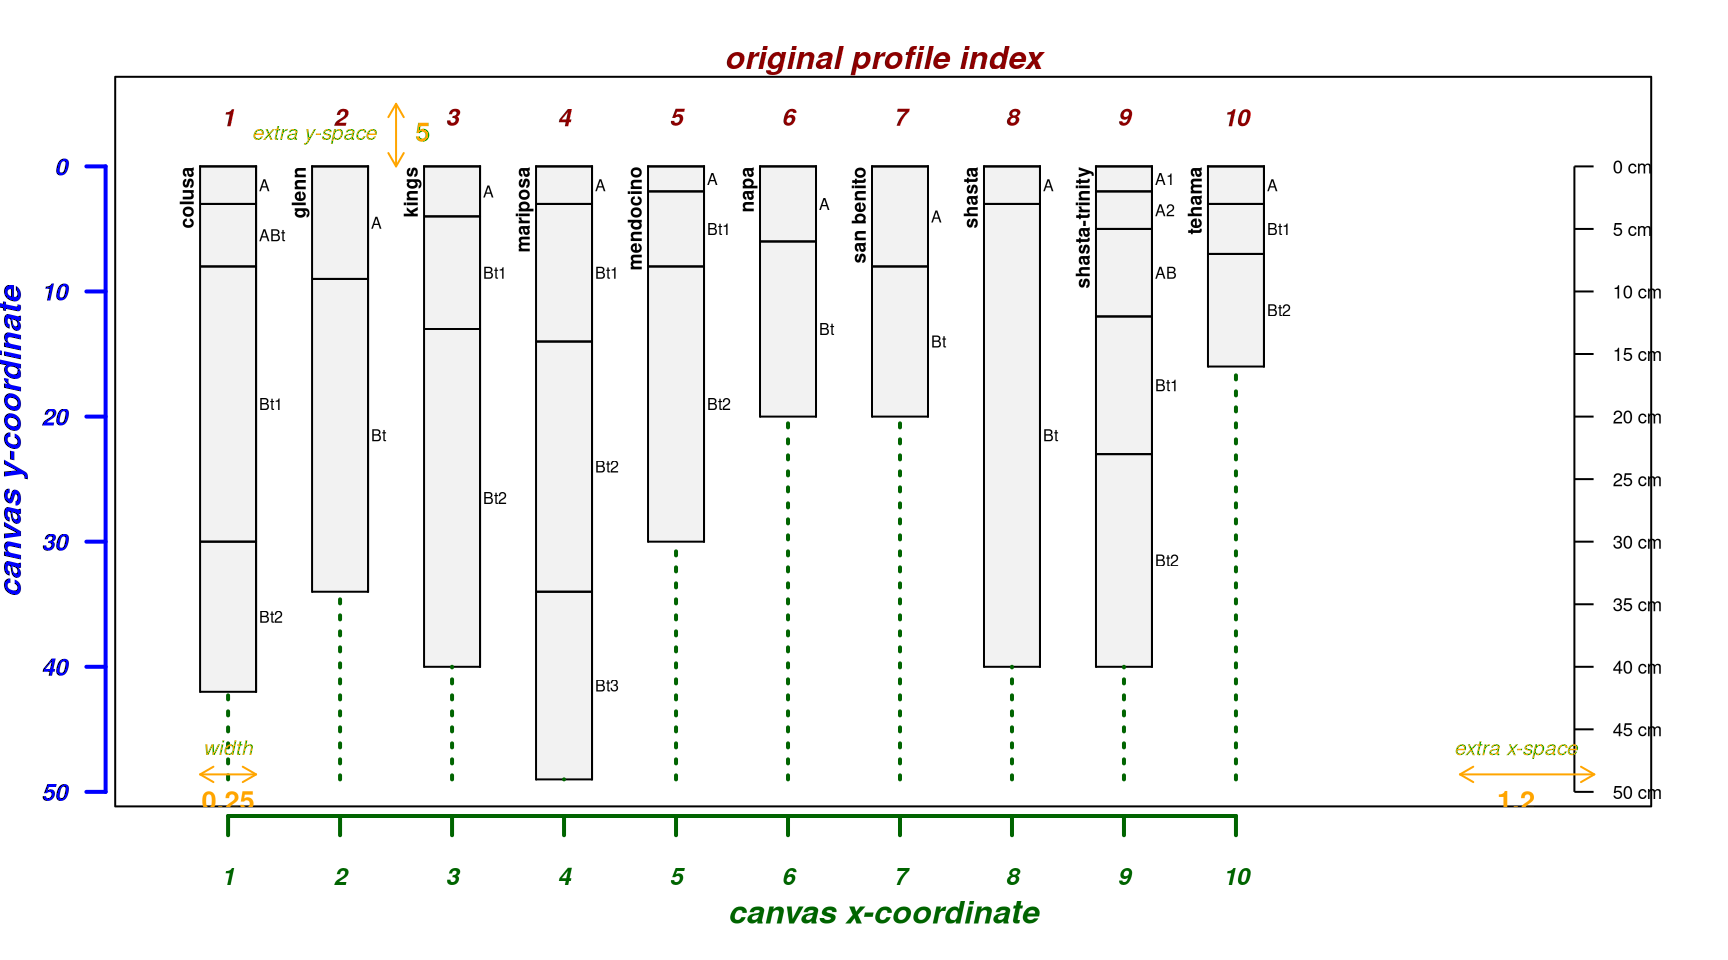 original profile index
1 2 3 4 5 6 7 8 9 10
extra y-space 5
canvas y-coordinate
0
10
20
30
40
50
colusa
A
ABt
Bt1
Bt2
glenn
A
Bt
kings
A
Bt1
Bt2
mariposa
A
Bt1
Bt2
Bt3
mendocino
A
Bt1
Bt2
napa
A
Bt
san benito
A
Bt
shasta
A
Bt
shasta-trinity
A1
A2
AB
Bt1
Bt2
tehama
A
Bt1
Bt2
0 cm
5 cm
10 cm
15 cm
20 cm
25 cm
30 cm
35 cm
40 cm
45 cm
50 cm
width
0.25
extra x-space
1.2
1 2 3 4 5 6 7 8 9 10
canvas x-coordinate